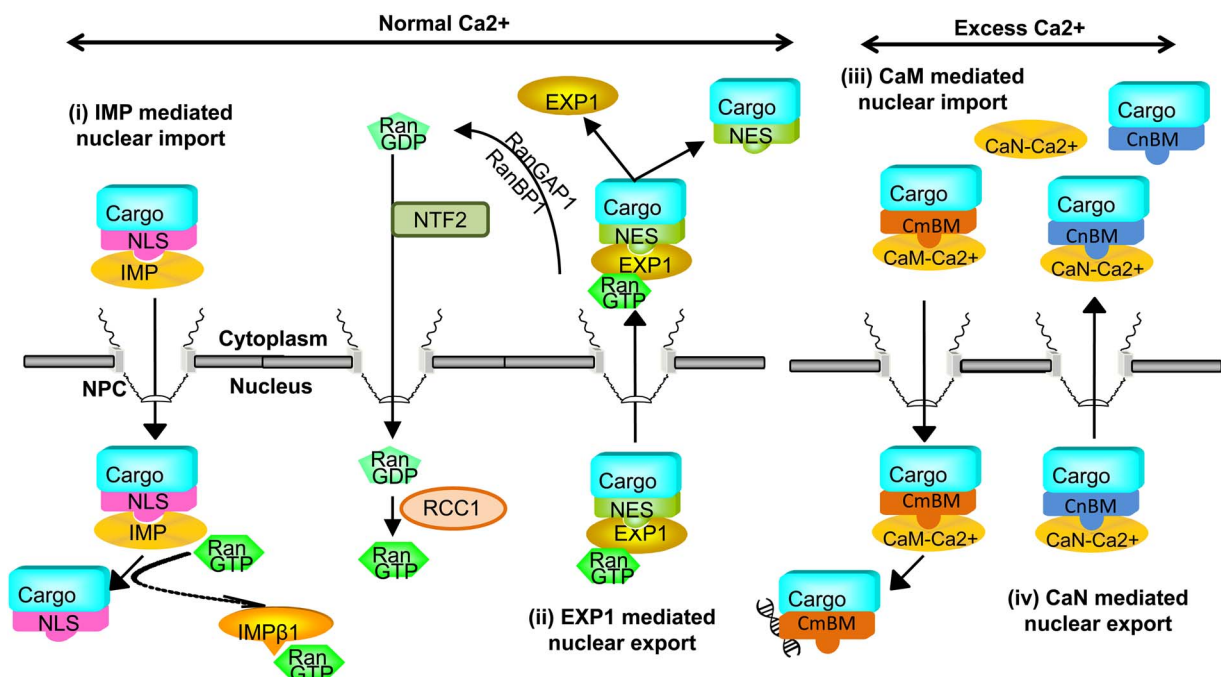 Normal Ca2+
Excess Ca2+
(i) IMP mediated
nuclear import
Cargo
NLS
IMP
Ran
GDP
NTF2
RanGAP1
RanBP1
EXP1
Cargo
NES
Cargo
NES
EXP1
Ran
GTP
(iii) CaM mediated
nuclear import
Cargo
CmBM
CaM-Ca2+
CaN-Ca2+
Cargo
CnBM
Cargo
CnBM
CaN-Ca2+
Cytoplasm
NPC
Nucleus
Cargo
NLS
IMP
Ran
GTP
Cargo
NLS
IMPβ1
Ran
GTP
Ran
GDP
RCC1
Ran
GTP
Cargo
NES
EXP1
Ran
GTP
(ii) EXP1 mediated
nuclear export
Cargo
CmBM
CaM-Ca2+
Cargo
CmBM
Cargo
CnBM
CaN-Ca2+
(iv) CaN mediated
nuclear export